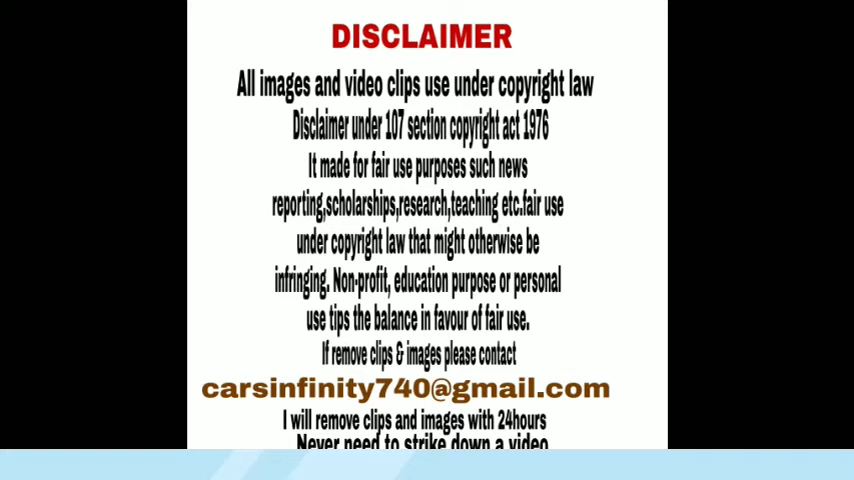 DISCLAIMER
All images and video clips use under copyright law
Disclaimer under 107 section copyright act 1976
It made for fair use purposes such news
reporting,scholarships,research,teaching etc.fair use
under copyright law that might otherwise be
infringing. Non-profit, education purpose or personal
use tips the balance in favour of fair use.
If remove clips & images please contact
carsinfinity740@gmail.com
I will remove clips and images with 24hours
Never need to strike down a video